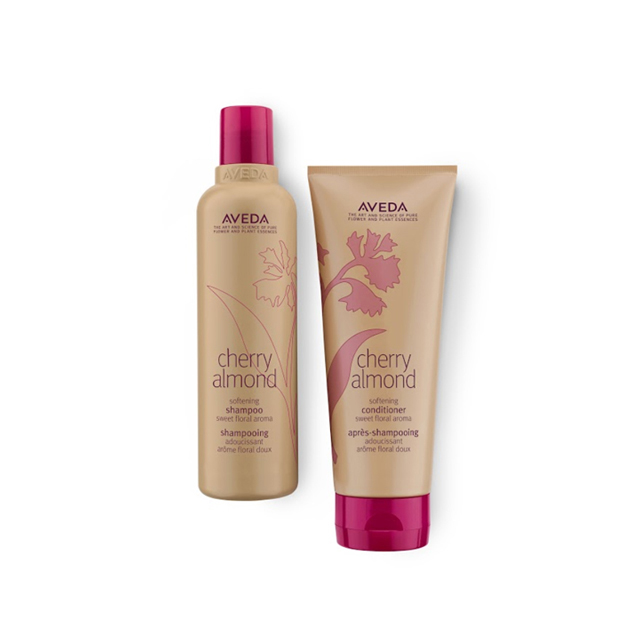 AVEDA
AVEDA
THE ART AND SCIENCE OF PURE
FLOWER AND PLANT ESSENCES
cherry
almond
softening
shampoo
sweet floral aroma
shampooing
adoucissant
arôme floral doux
AVEDA
THE ART AND SCIENCE OF PURE
FLOWER AND PLANT ESSENCES
cherry
almond
softening
conditioner
sweet floral aroma
après-shampooing
adoucissant
arôme floral doux